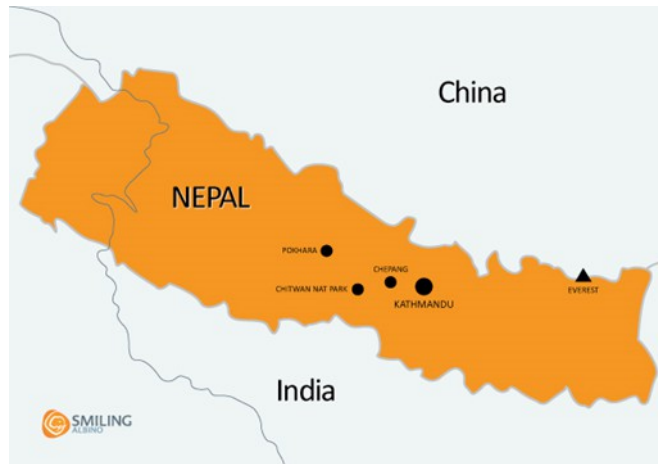 China
NEPAL
POKHARA
CHEPANG
CHITWAN NAT PARK
KATHMANDU
EVEREST
India
SMILING
ALBINO